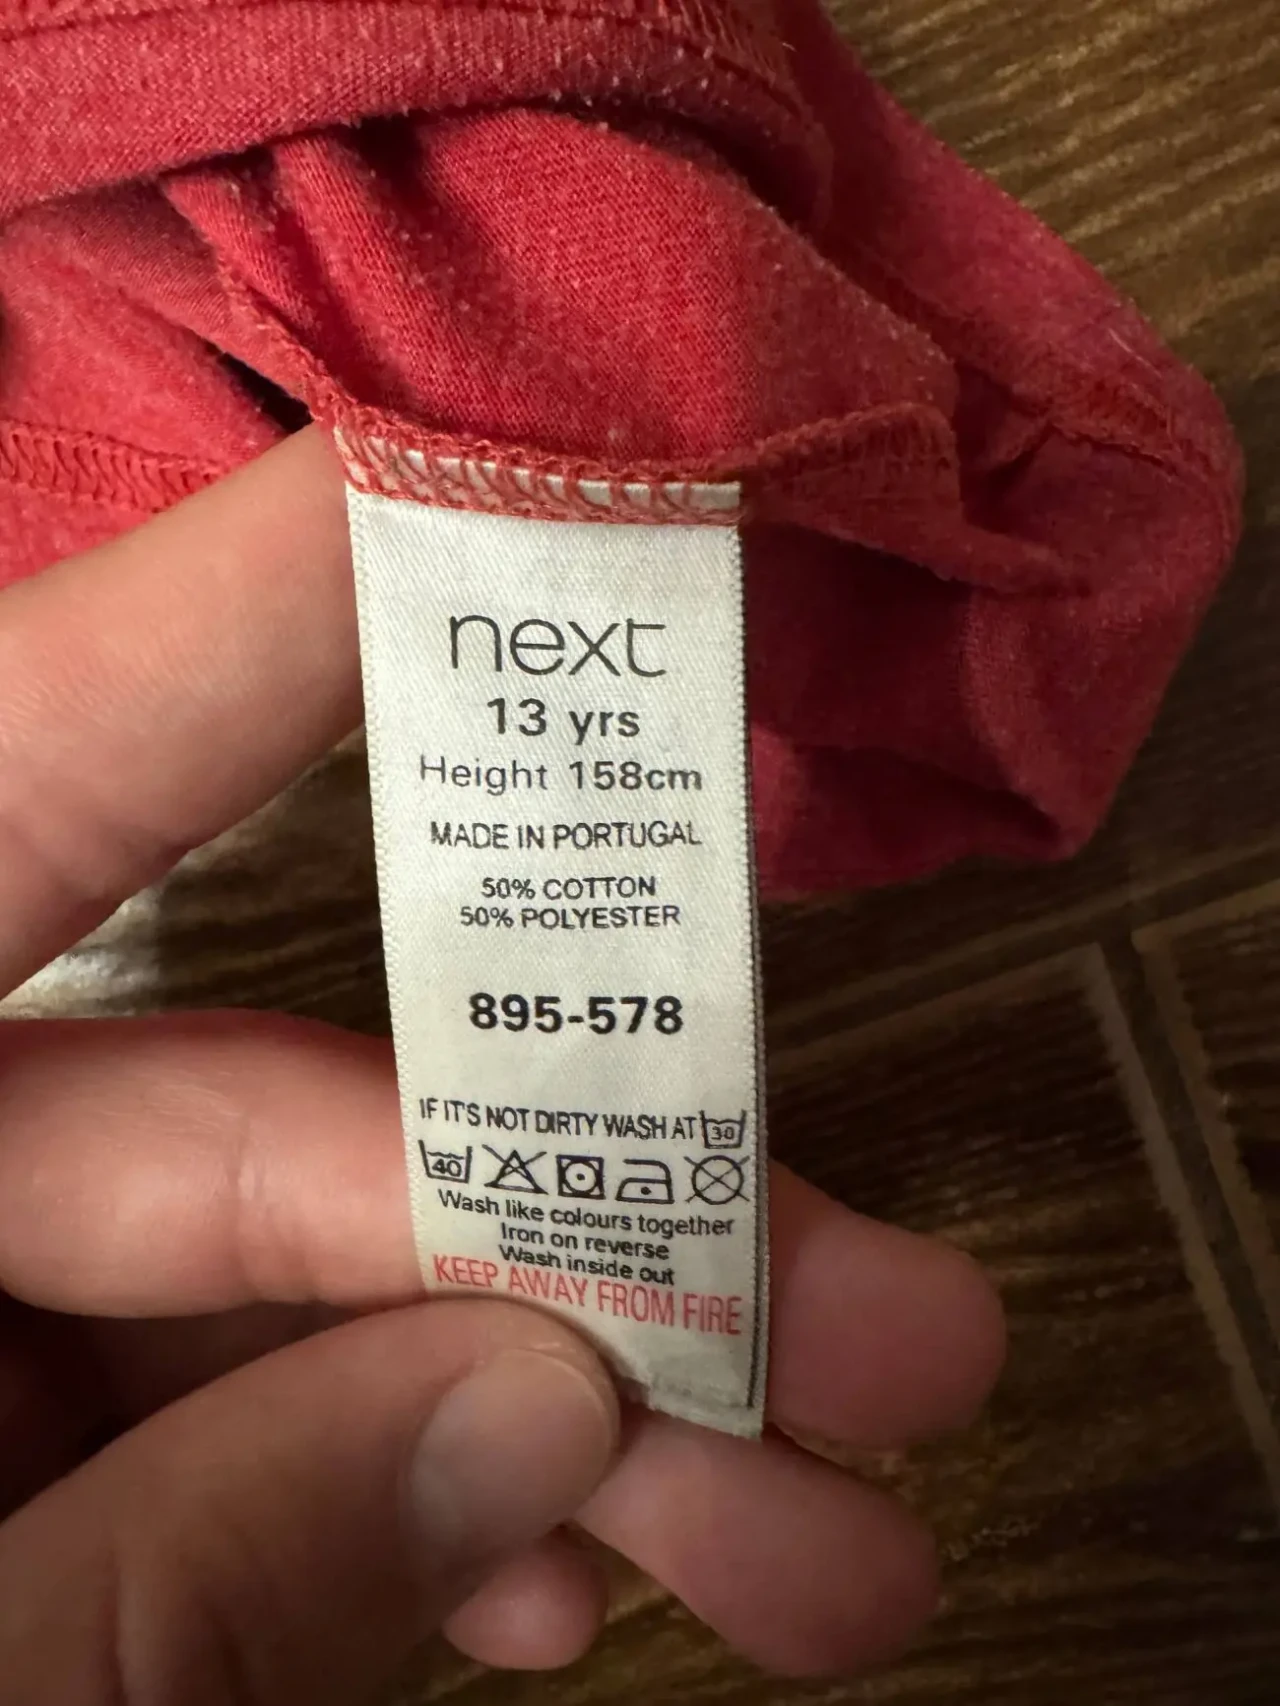 next
13 yrs
Height 158cm
MADE IN PORTUGAL
50% COTTON
50% POLYESTER
895-578
IF IT'S NOT DIRTY WASH AT 30
40
Wash like colours together
Iron on reverse
Wash inside out
KEEP AWAY FROM FIRE